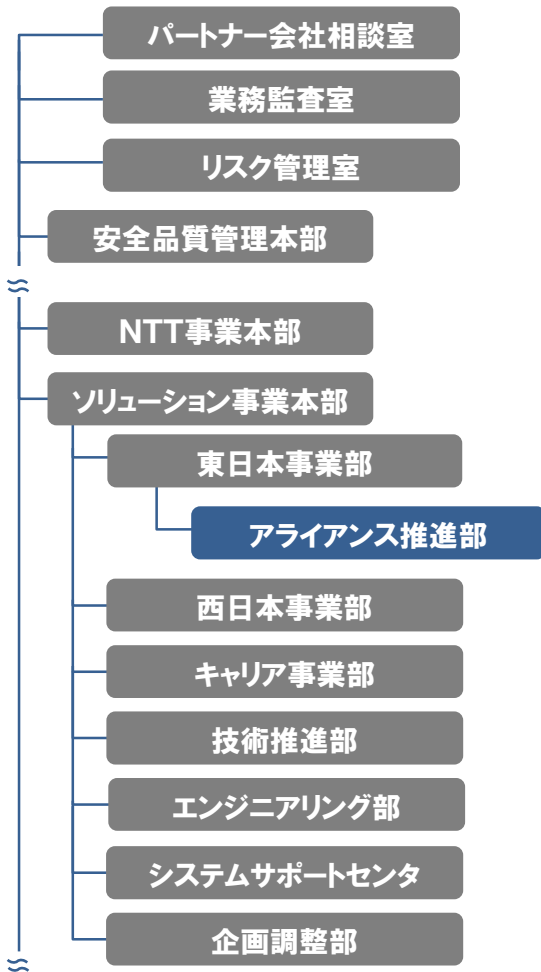 パートナー会社相談室
業務監査室
リスク管理室
安全品質管理本部
NTT事業本部
ソリューション事業本部
東日本事業部
アライアンス推進部
西日本事業部
キャリア事業部
技術推進部
エンジニアリング部
システムサポートセンタ
企画調整部